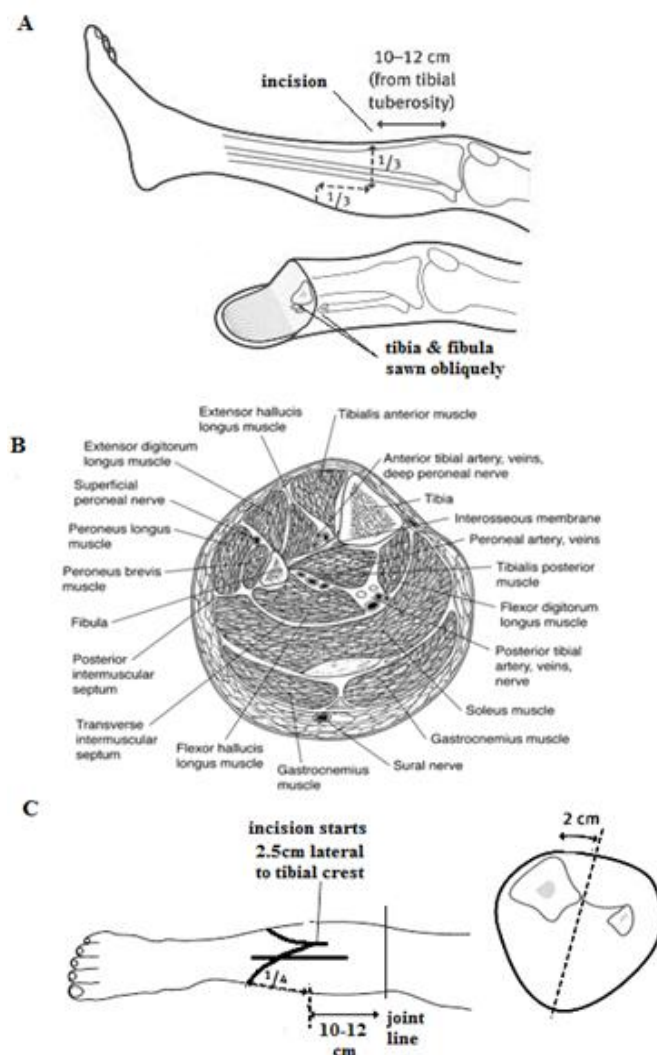 A
10–12 cm
(from tibial
tuberosity)
incision
1/3
1/3
tibia & fibula
sawn obliquely
B
Extensor hallucis
longus muscle
Tibialis anterior muscle
Extensor digitorum
longus muscle
Anterior tibial artery, veins,
deep peroneal nerve
Superficial
peroneal nerve
Tibia
Peroneus longus
muscle
Interosseous membrane
Peroneal artery, veins
Peroneus brevis
muscle
Tibialis posterior
muscle
Fibula
Flexor digitorum
longus muscle
Posterior
intermuscular
septum
Posterior tibial
artery, veins,
nerve
Transverse
intermuscular
septum
Soleus muscle
Flexor hallucis
longus muscle
Gastrocnemius muscle
Gastrocnemius
muscle
Sural nerve
C
incision starts
2.5cm lateral
to tibial crest
2 cm
1/4
10-12
cm
joint
line